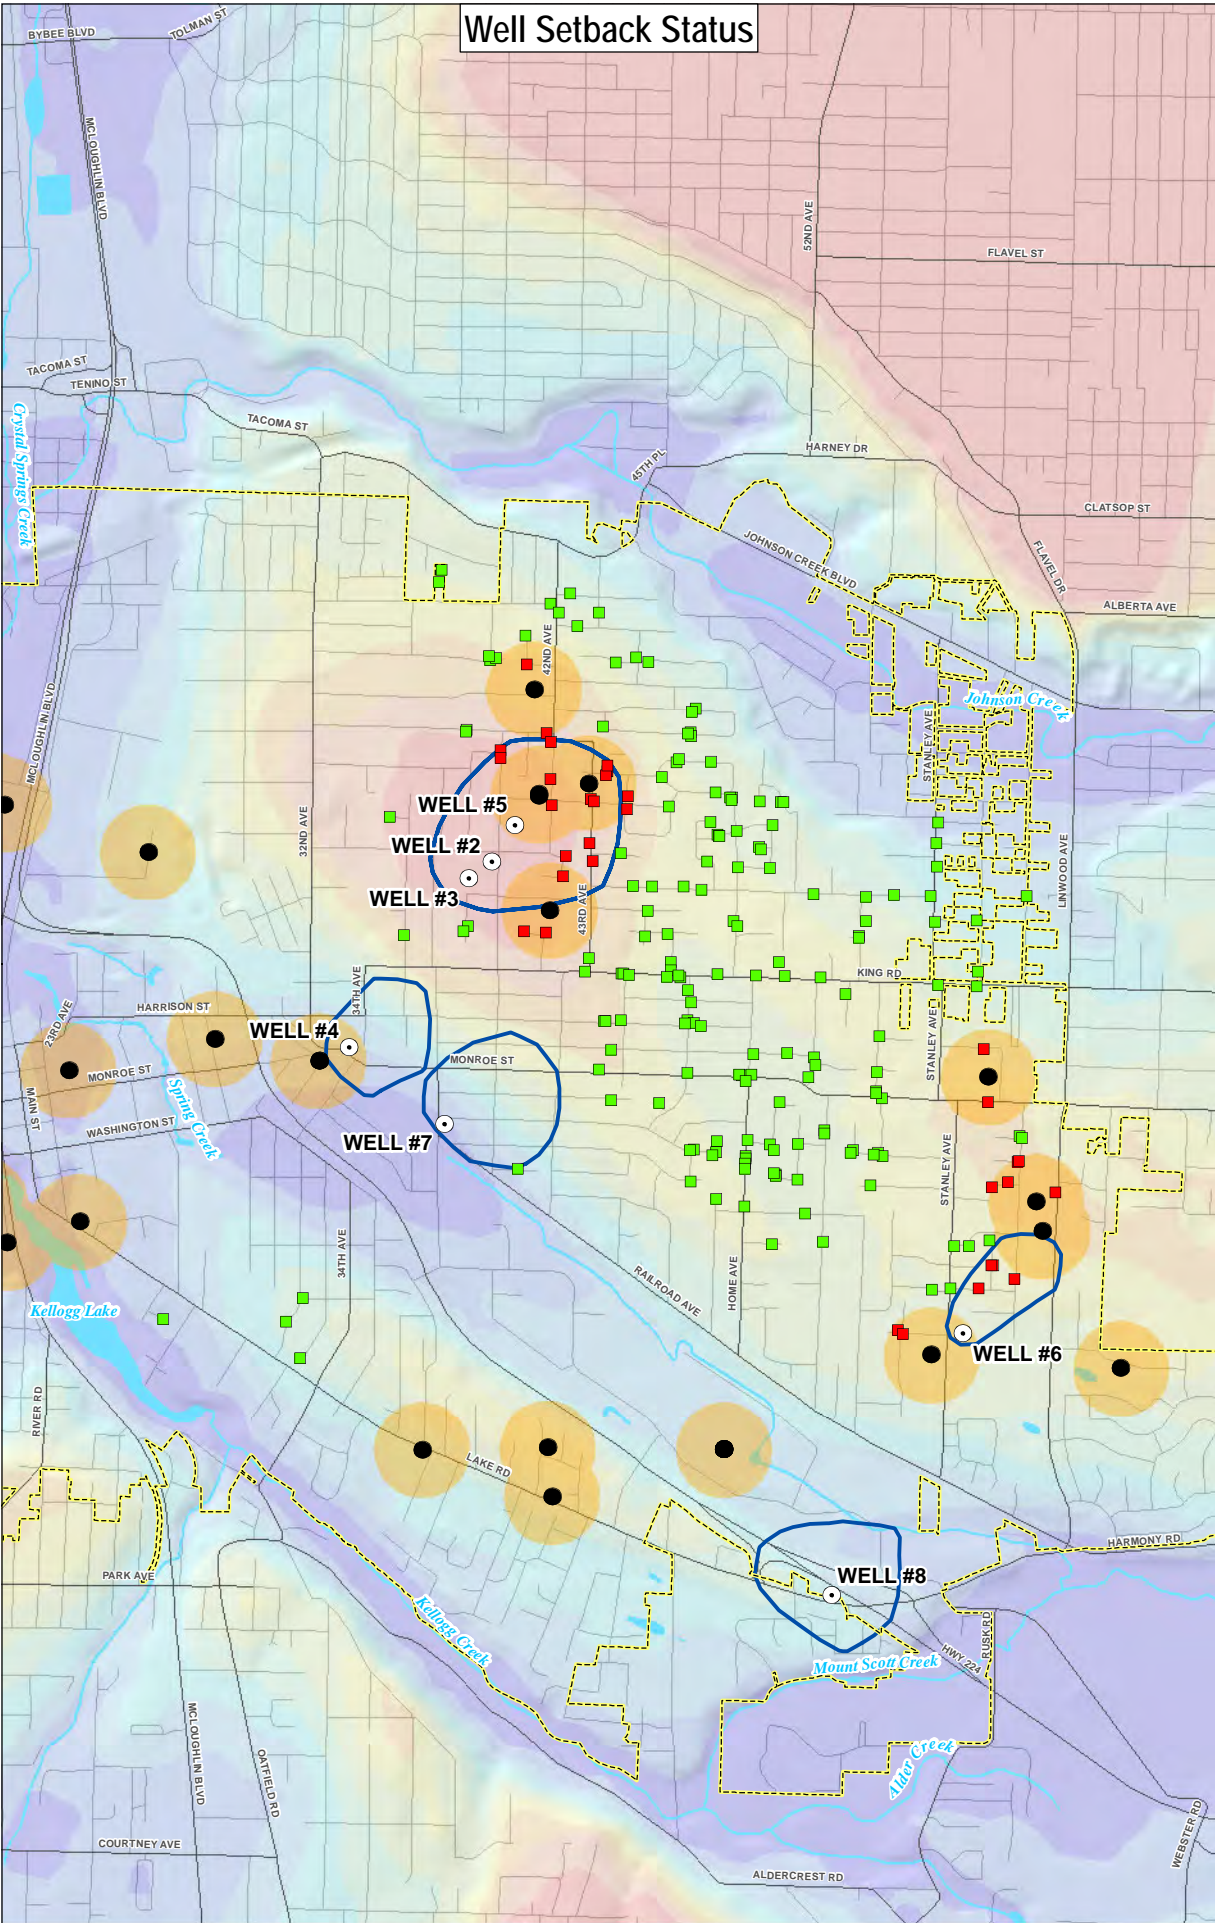 Well Setback Status
BYBEE BLVD
TOLMAN ST
MCLOUGHLIN BLVD
52ND AVE
FLAVEL ST
TACOMA ST
TENINO ST
TACOMA ST
Crystal Springs Creek
45TH PL
HARNEY DR
CLATSOP ST
JOHNSON CREEK BLVD
FLAVEL DR
ALBERTA AVE
42ND AVE
MCLOUGHLIN BLVD
Johnson Creek
STANLEY AVE
WELL #5
32ND AVE
WELL #2
LINWOOD AVE
WELL #3
43RD AVE
KING RD
34TH AVE
HARRISON ST
23RD AVE
WELL #4
STANLEY AVE
MONROE ST
MONROE ST
MAIN ST
Spring Creek
WASHINGTON ST
WELL #7
STANLEY AVE
34TH AVE
RAILROAD AVE
HOME AVE
Kellogg Lake
WELL #6
RIVER RD
LAKE RD
HARMONY RD
PARK AVE
WELL #8
Kellogg Creek
RUSK RD
HWY 224
Mount Scott Creek
MCLOUGHLIN BLVD
OATFIELD RD
Alder Creek
WEBSTER RD
COURTNEY AVE
ALDERCREST RD